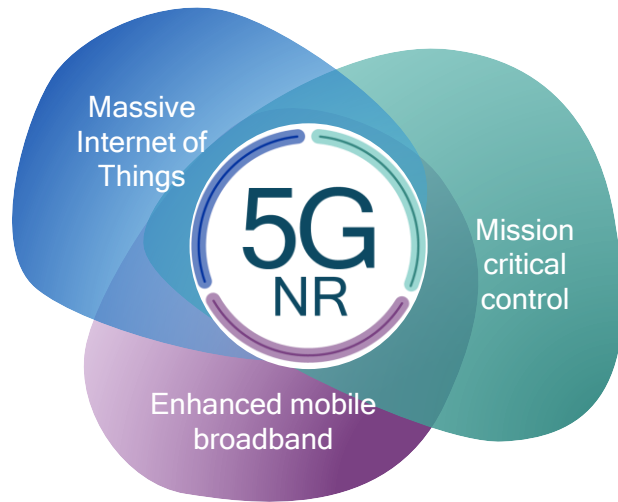 Massive
Internet of
Things
5G
NR
Mission
critical
control
Enhanced mobile
broadband